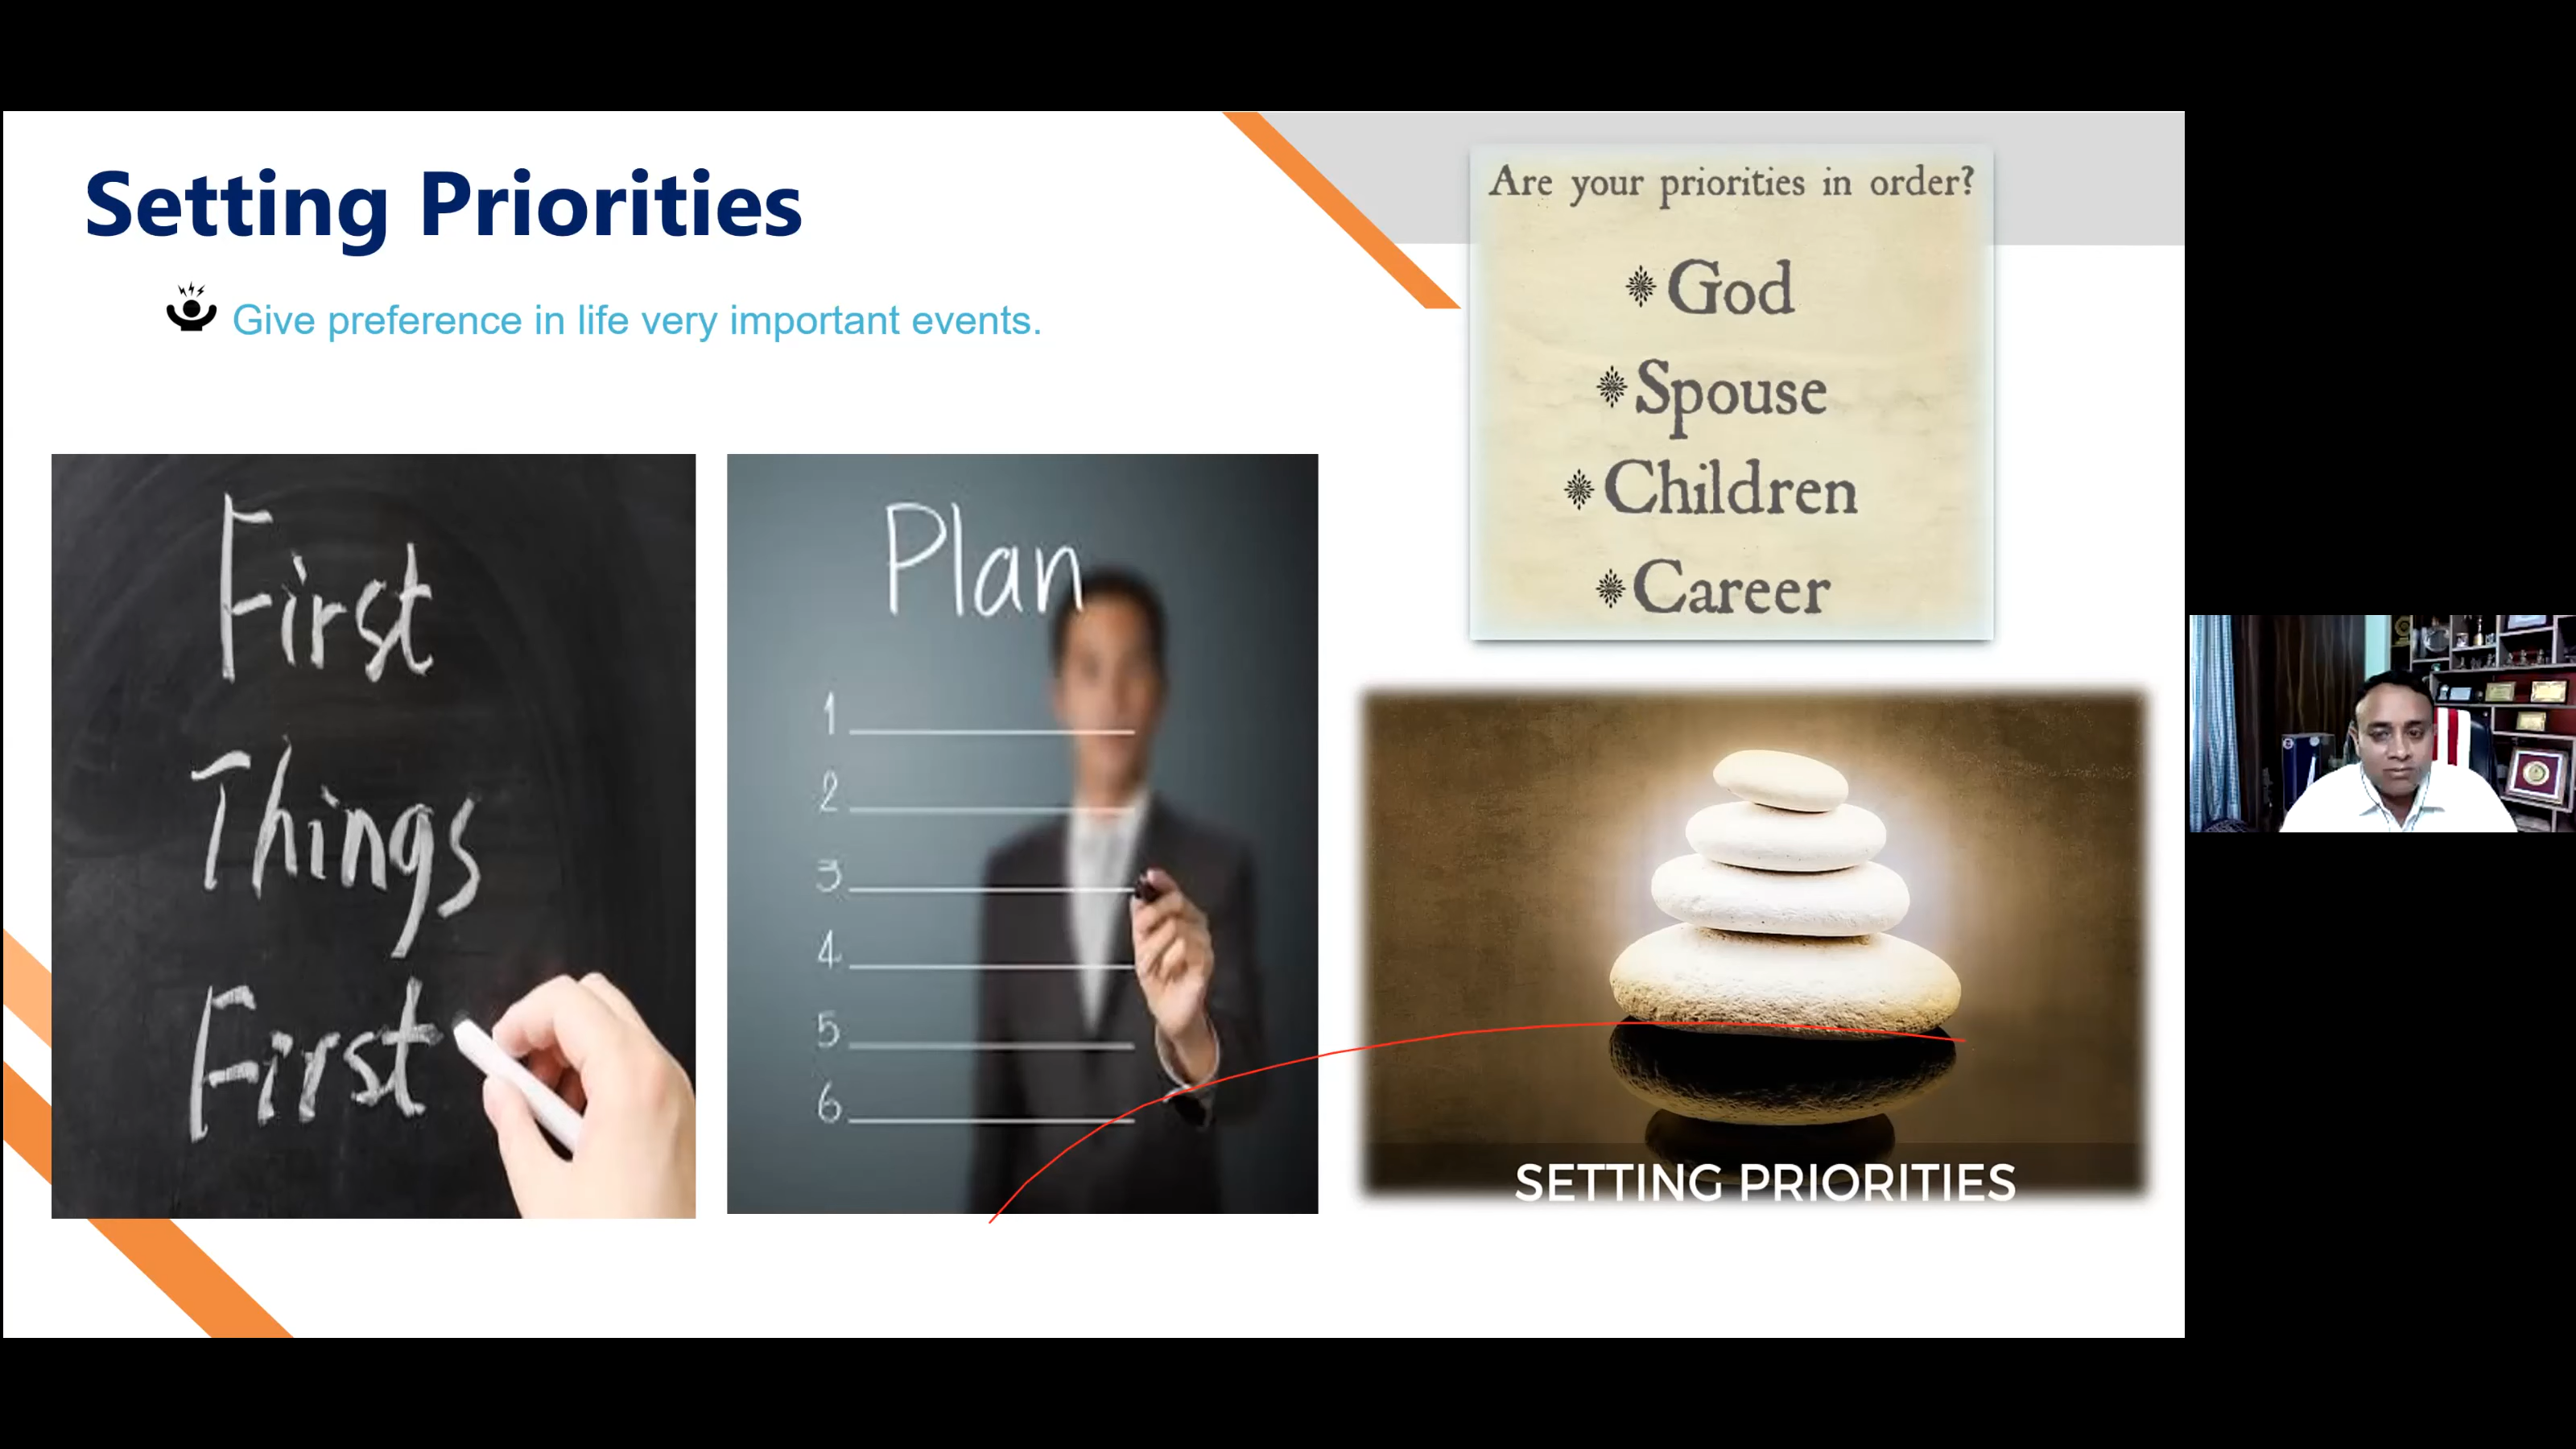 Setting Priorities
Give preference in life very important events.
Are your priorities in order?
God
Spouse
Children
Career
First
Things
First
Plan
1
2
3
4
5
6
SETTING PRIORITIES